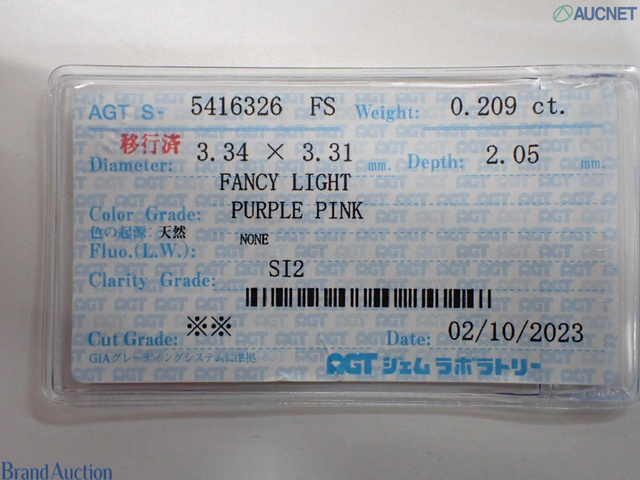 AUCNET
AGT S- 5416326 FS Weight: 0.209 ct.
移行済
Diameter: 3.34 × 3.31 mm. Depth: 2.05 mm.
FANCY LIGHT
Color Grade: PURPLE PINK
色の起源: 天然
Fluo.(L.W.): NONE
Clarity Grade: SI2
Cut Grade: ※※ Date: 02/10/2023
GIAグレーディングシステムに準拠
AGT ジェム ラボラトリー
Brand Auction